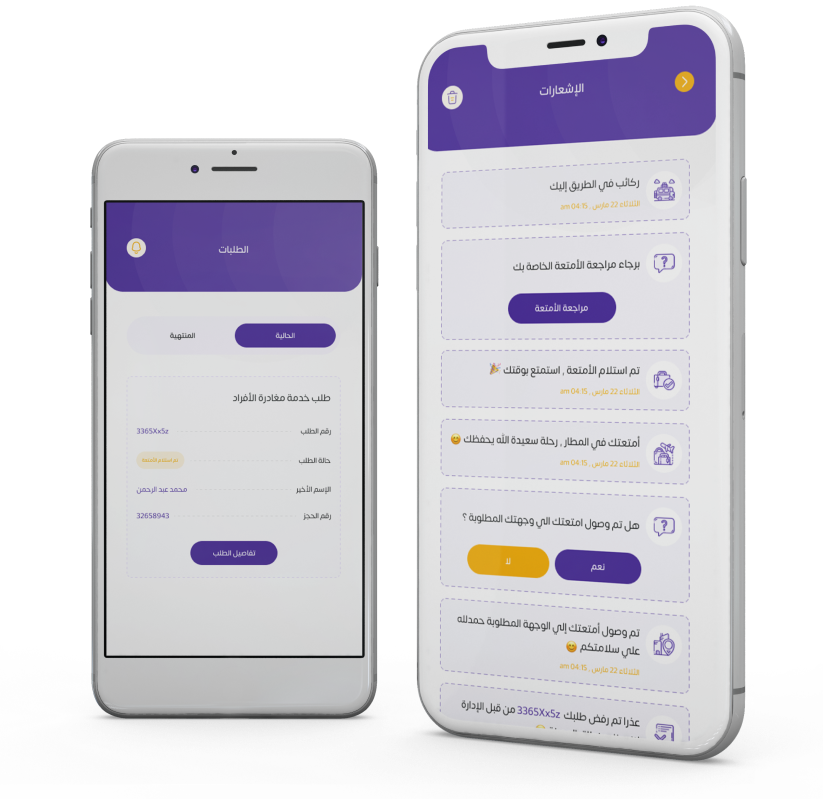 الطلبات
الحالية
المنتهية
طلب خدمة مغادرة الأفراد
رقم الطلب 3365XxSz
حالة الطلب تم استلام الأمتعة
الإسم الأخير محمد عبد الرحمن
رقم الحجز 32658943
تفاصيل الطلب
الإشعارات
ركائب في الطريق إليك
الثلاثاء 22 مارس , 04:15 am
برجاء مراجعة الأمتعة الخاصة بك
مراجعة الأمتعة
تم استلام الأمتعة , استمتع بوقتك 🎉
الثلاثاء 22 مارس , 04:15 am
أمتعتك في المطار , رحلة سعيدة الله يحفظك 😊
الثلاثاء 22 مارس , 04:15 am
هل تم وصول امتعتك الي وجهتك المطلوبة ؟
نعم
لا
تم وصول أمتعتك إلي الوجهة المطلوبة حمدلله
علي سلامتكم 😊
الثلاثاء 22 مارس , 04:15 am
عذرا تم رفض طلبك 3365XxSz من قبل الإدارة